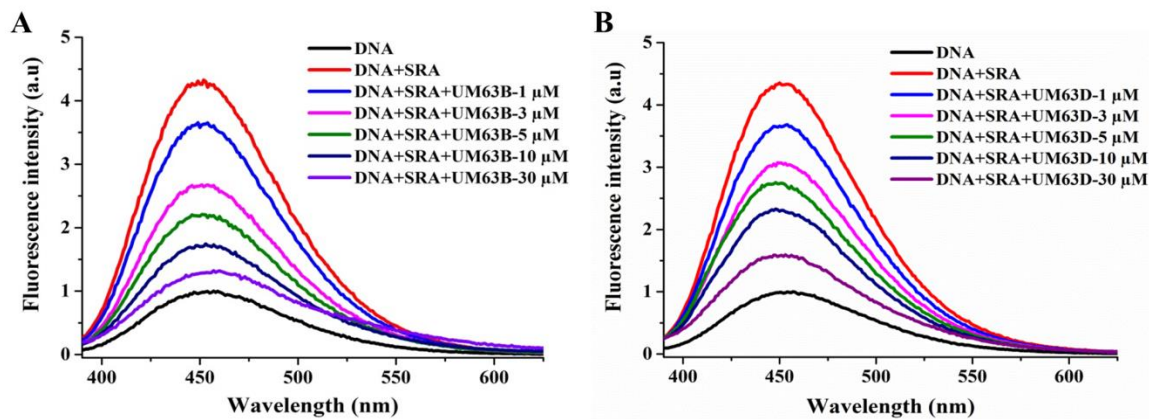 A
Fluorescence intensity (a.u)
5
4
3
2
1
0
DNA
DNA+SRA
DNA+SRA+UM63B-1 µM
DNA+SRA+UM63B-3 µM
DNA+SRA+UM63B-5 µM
DNA+SRA+UM63B-10 µM
DNA+SRA+UM63B-30 µM
400 450 500 550 600
Wavelength (nm)
B
Fluorescence intensity (a.u)
5
4
3
2
1
0
DNA
DNA+SRA
DNA+SRA+UM63D-1 µM
DNA+SRA+UM63D-3 µM
DNA+SRA+UM63D-5 µM
DNA+SRA+UM63D-10 µM
DNA+SRA+UM63D-30 µM
400 450 500 550 600
Wavelength (nm)